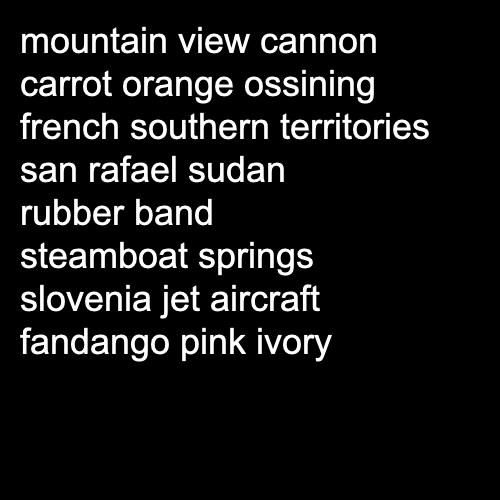 mountain view cannon
carrot orange ossining
french southern territories
san rafael sudan
rubber band
steamboat springs
slovenia jet aircraft
fandango pink ivory